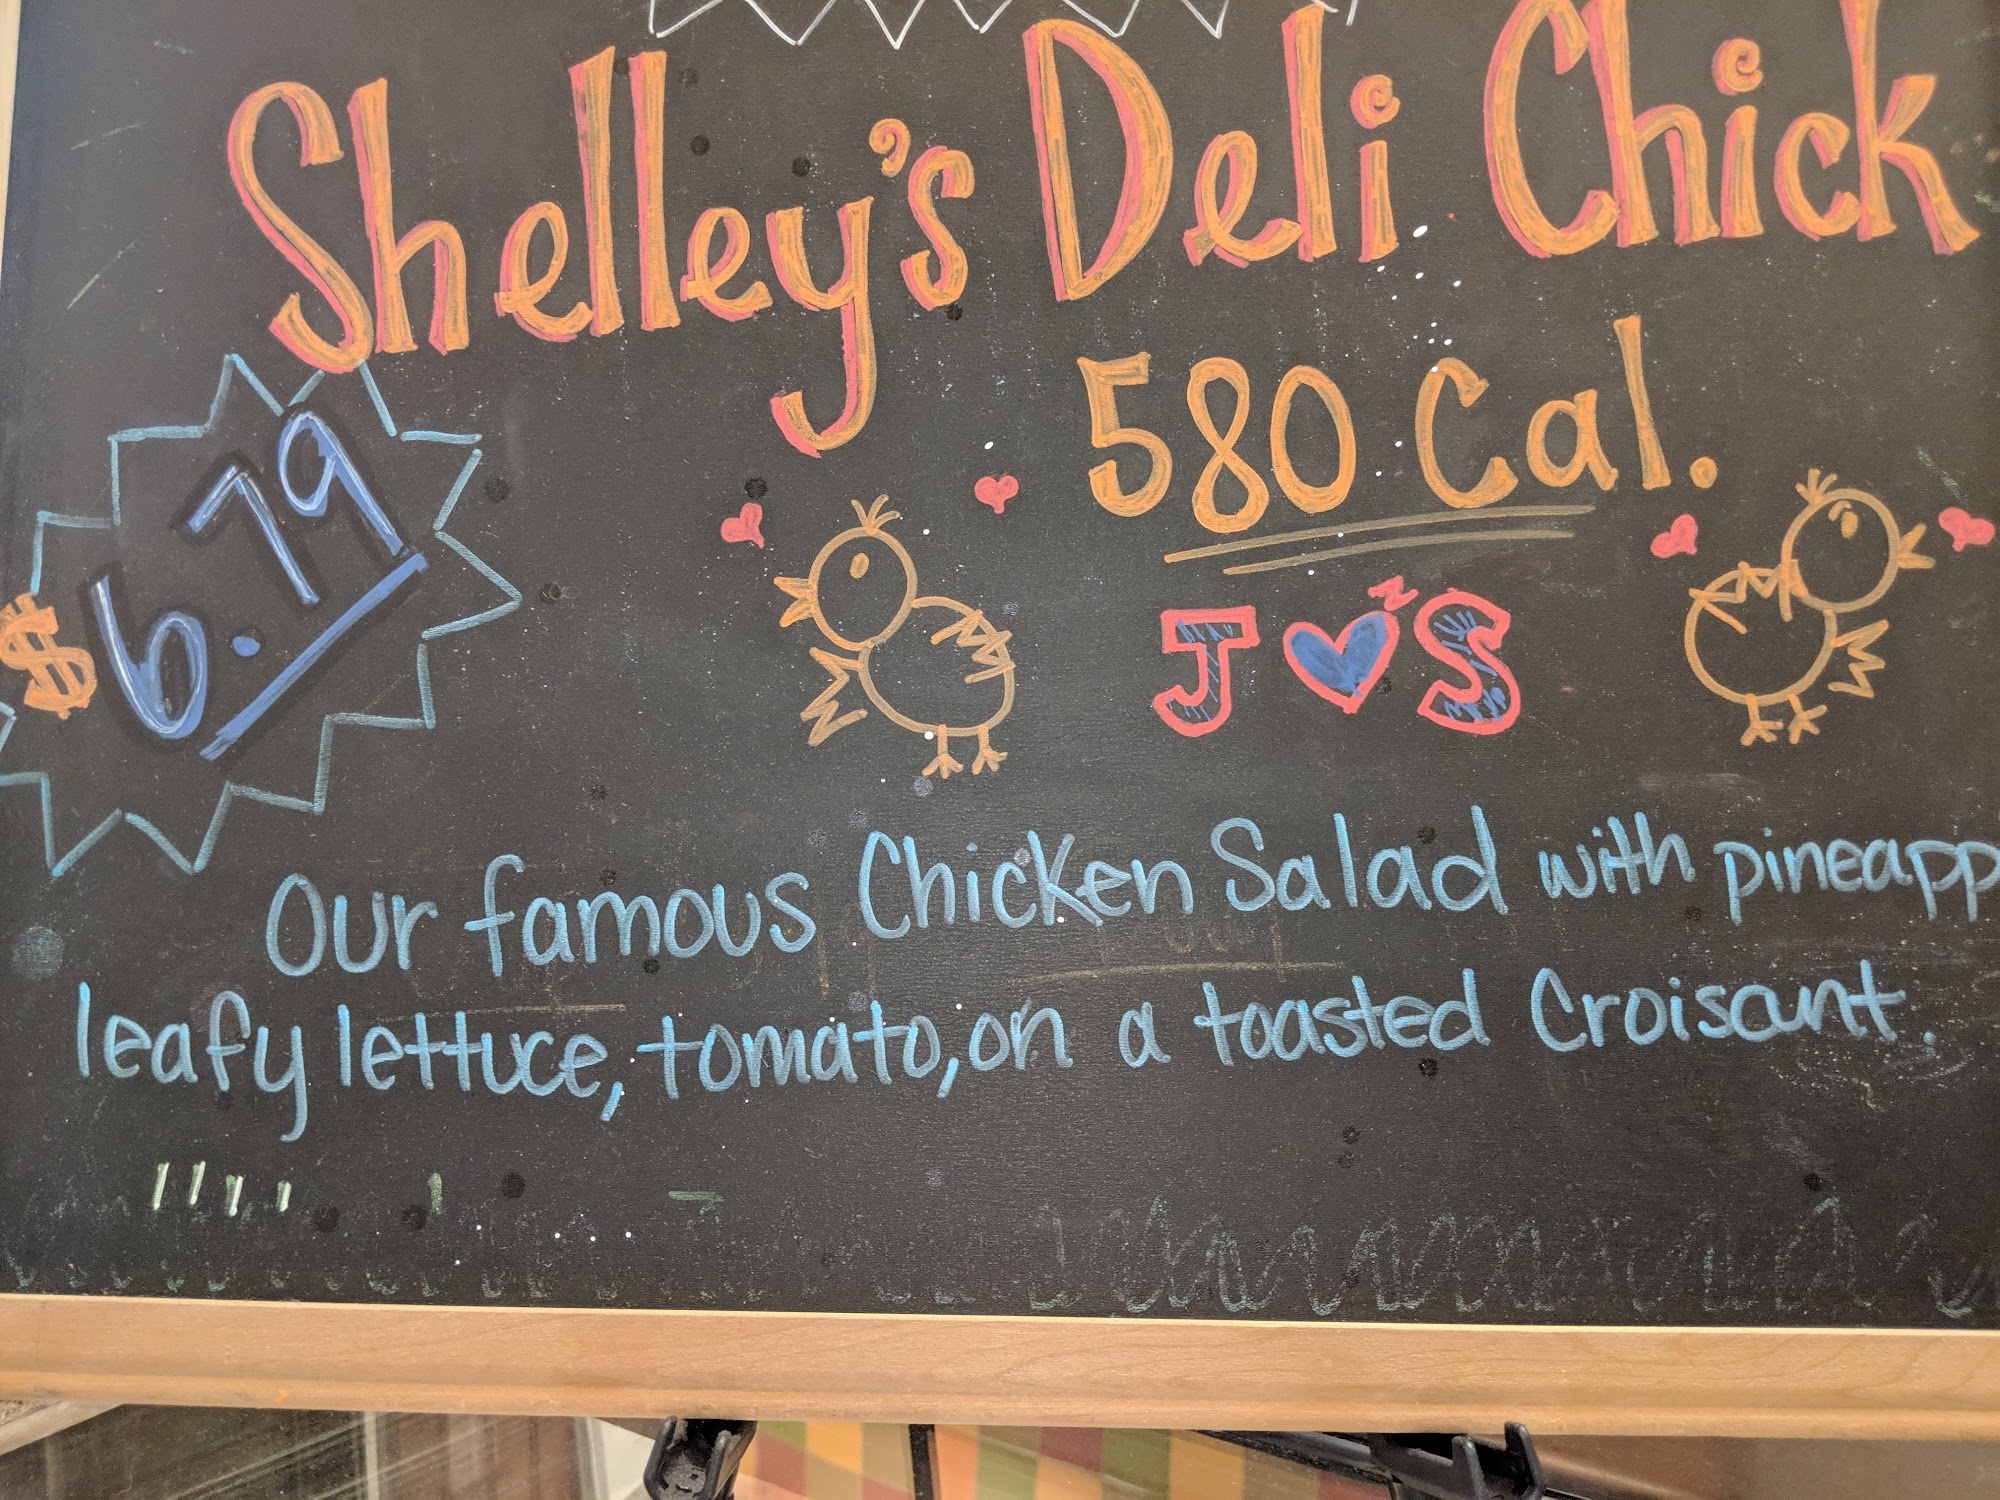 Shelley's Deli Chick
580 Cal.
$6.79
J S
Our famous Chicken Salad with pineapp
leafy lettuce, tomato, on a toasted Croisant.